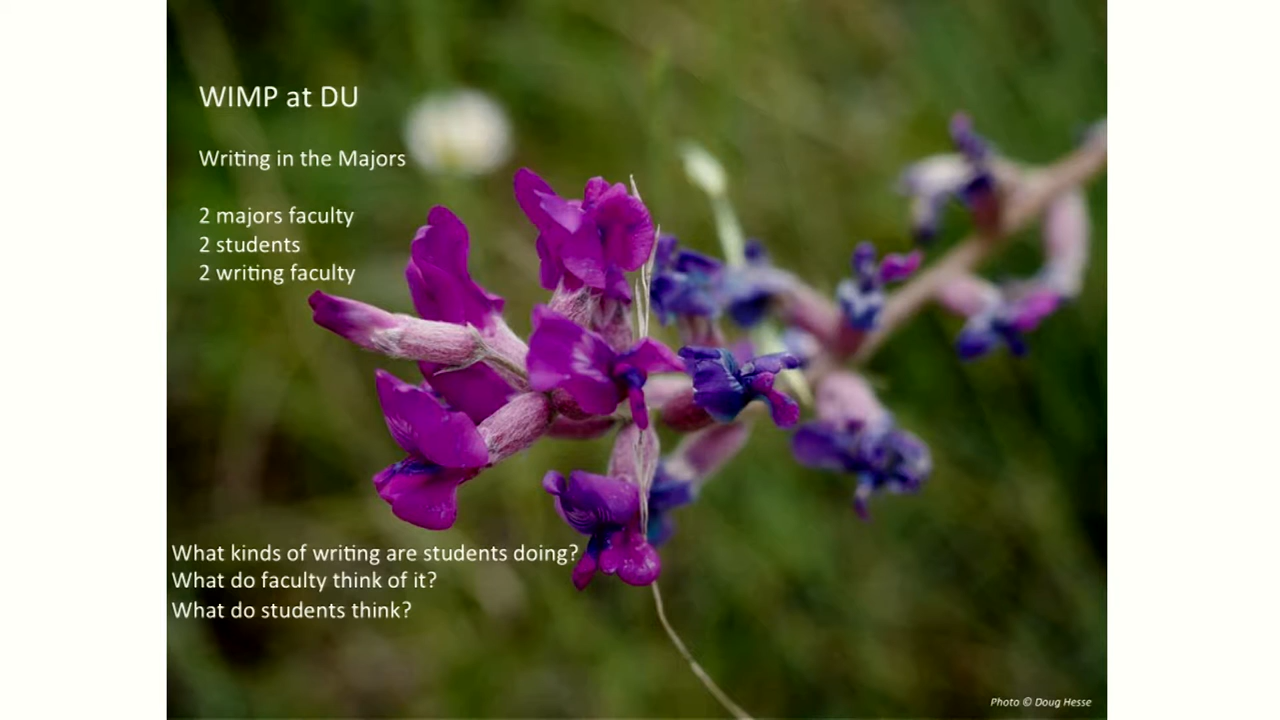 WIMP at DU
Writing in the Majors
2 majors faculty
2 students
2 writing faculty
What kinds of writing are students doing?
What do faculty think of it?
What do students think?
Photo © Doug Hesse